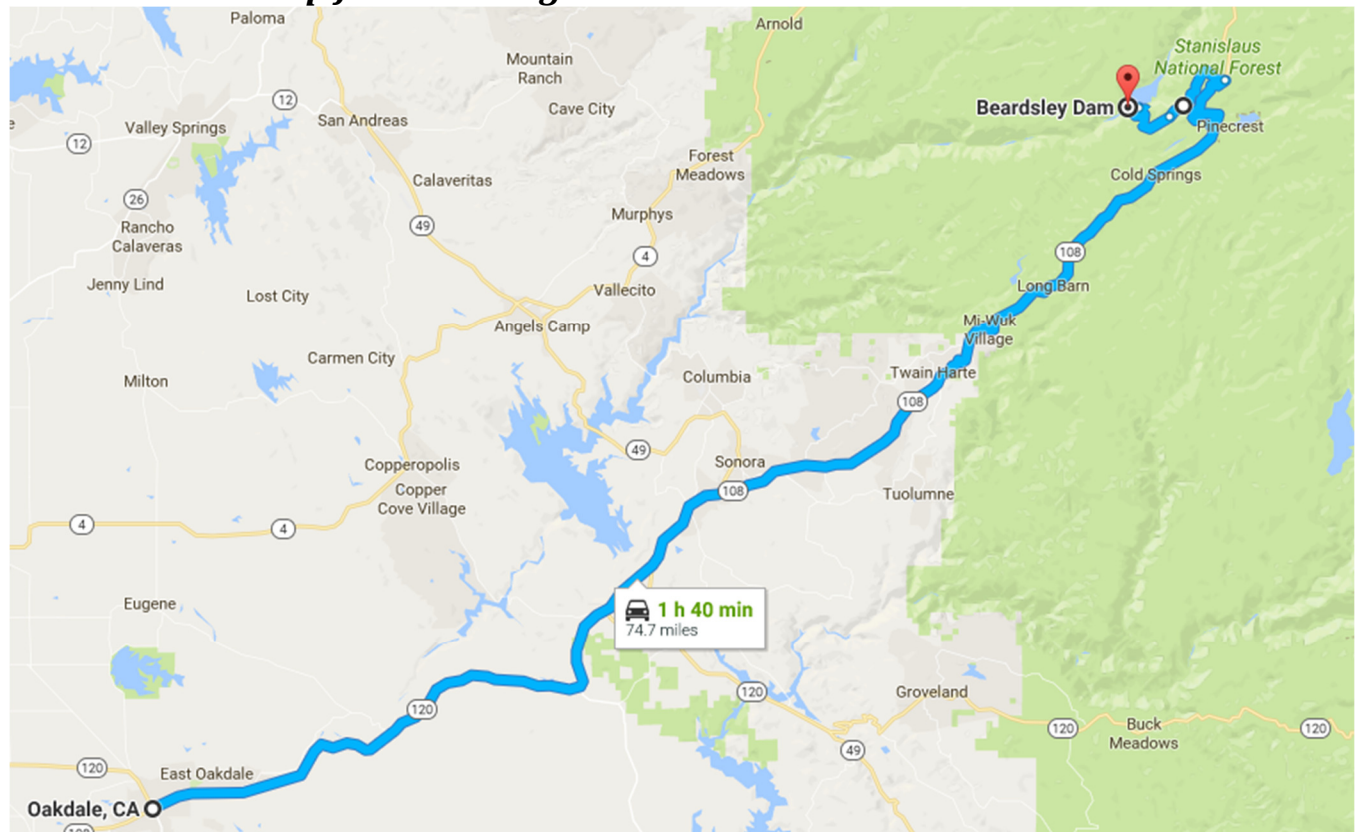 Paloma
Arnold
Stanislaus
National Forest
Mountain
Ranch
12
Cave City
Beardsley Dam
Valley Springs
San Andreas
Pinecrest
12
Forest
Meadows
Cold Springs
Calaveritas
26
Murphys
Rancho
Calaveras
49
108
4
Jenny Lind
Lost City
Vallecito
Long Barn
Angels Camp
Mi-Wuk
Village
Carmen City
Milton
Columbia
Twain Harte
108
49
Copperopolis
Sonora
Copper
Cove Village
108
Tuolumne
4
4
Eugene
1 h 40 min
74.7 miles
120
Groveland
120
120
Buck
Meadows
120
49
120
East Oakdale
Oakdale, CA